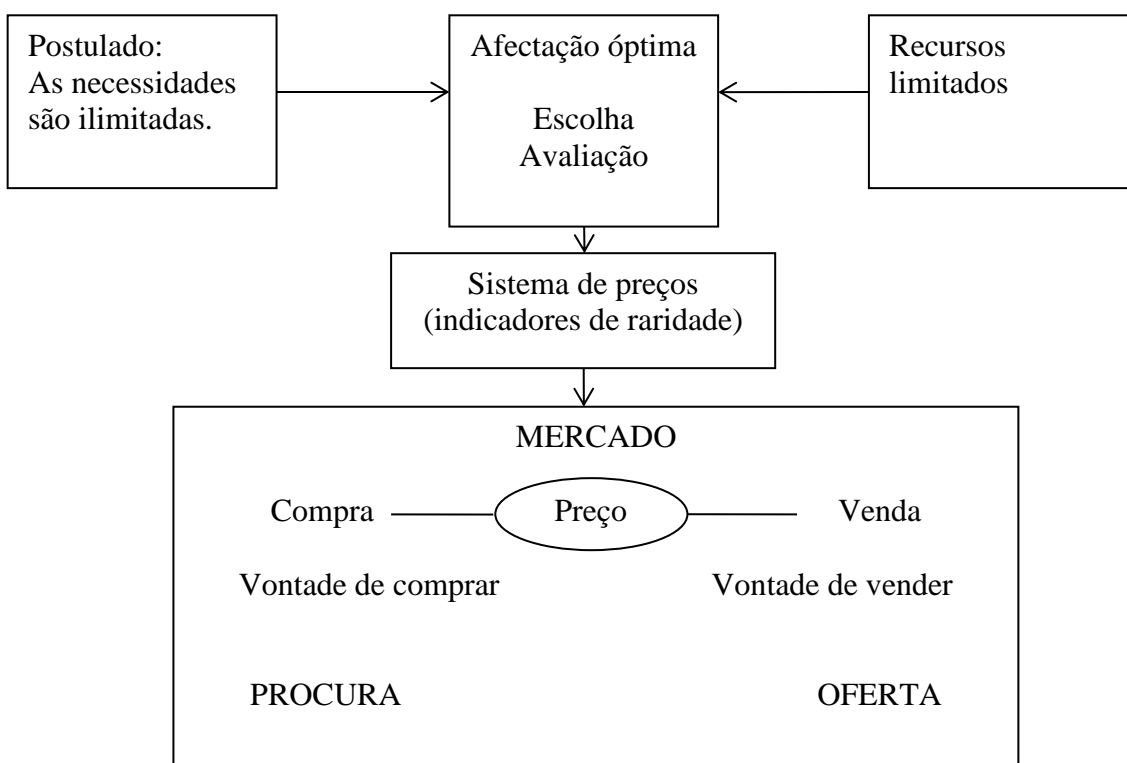 Postulado:
As necessidades
são ilimitadas.
Afectação óptima
Escolha
Avaliação
Recursos
limitados
Sistema de preços
(indicadores de raridade)
MERCADO
Compra
Preço
Venda
Vontade de comprar
Vontade de vender
PROCURA
OFERTA